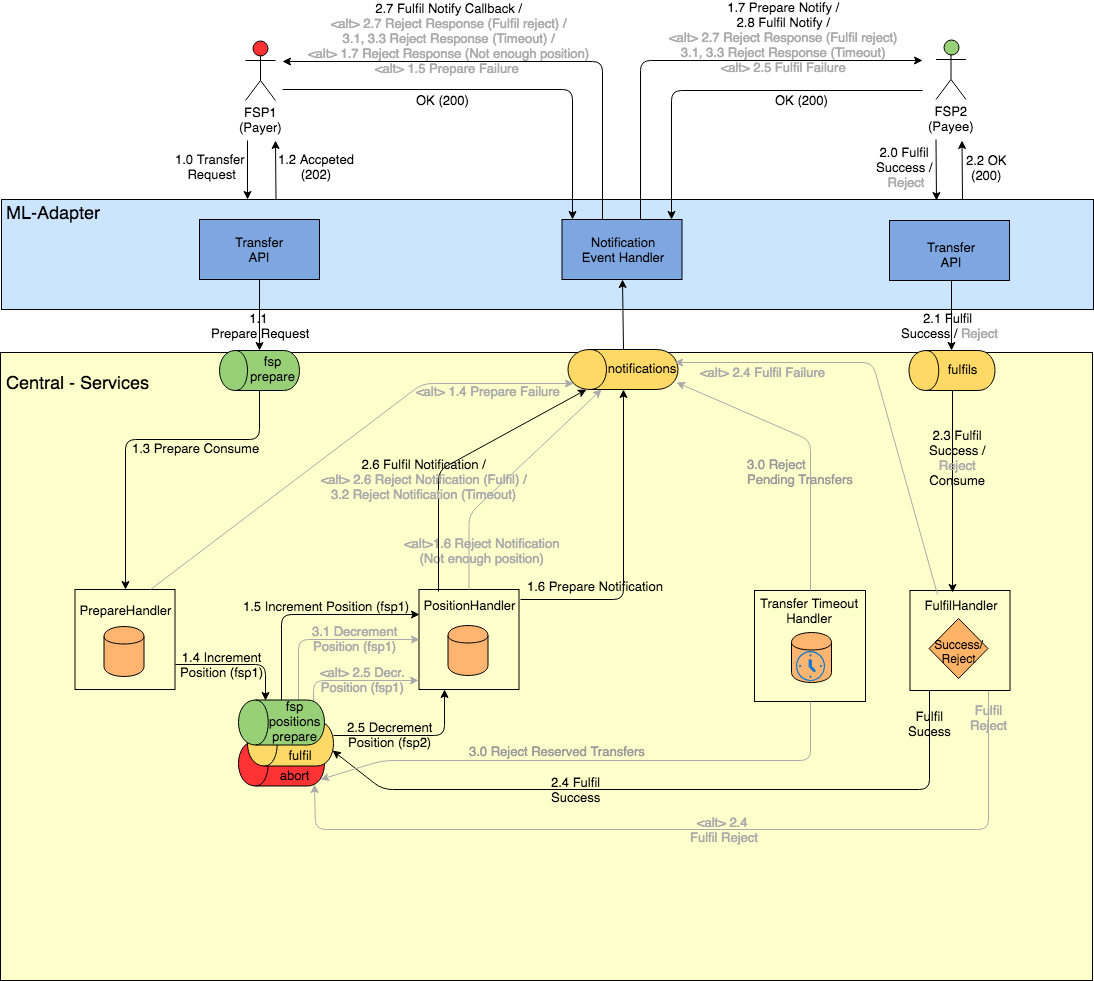 2.7 Fulfil Notify Callback /
<alt> 2.7 Reject Response (Fulfil reject) /
3.1, 3.3 Reject Response (Timeout) /
<alt> 1.7 Reject Response (Not enough position)
<alt> 1.5 Prepare Failure
1.7 Prepare Notify /
2.8 Fulfil Notify /
<alt> 2.7 Reject Response (Fulfil reject)
3.1, 3.3 Reject Response (Timeout)
<alt> 2.5 Fulfil Failure
OK (200)
OK (200)
FSP1
(Payer)
FSP2
(Payee)
1.0 Transfer
Request
1.2 Accpeted
(202)
2.0 Fulfil
Success /
Reject
2.2 OK
(200)
ML-Adapter
Transfer
API
Notification
Event Handler
Transfer
API
1.1
Prepare Request
2.1 Fulfil
Success / Reject
Central - Services
fsp
prepare
notifications
fulfils
<alt> 1.4 Prepare Failure
<alt> 2.4 Fulfil Failure
1.3 Prepare Consume
2.3 Fulfil
Success /
Reject
Consume
2.6 Fulfil Notification /
<alt> 2.6 Reject Notification (Fulfil) /
3.2 Reject Notification (Timeout)
3.0 Reject
Pending Transfers
<alt>1.6 Reject Notification
(Not enough position)
1.6 Prepare Notification
PrepareHandler
1.5 Increment Position (fsp1)
PositionHandler
Transfer Timeout
Handler
FulfilHandler
3.1 Decrement
Position (fsp1)
Success/
Reject
1.4 Increment
Position (fsp1)
<alt> 2.5 Decr.
Position (fsp1)
fsp
positions
prepare
fulfil
abort
2.5 Decrement
Position (fsp2)
Fulfil
Sucess
Fulfil
Reject
3.0 Reject Reserved Transfers
2.4 Fulfil
Success
<alt> 2.4
Fulfil Reject